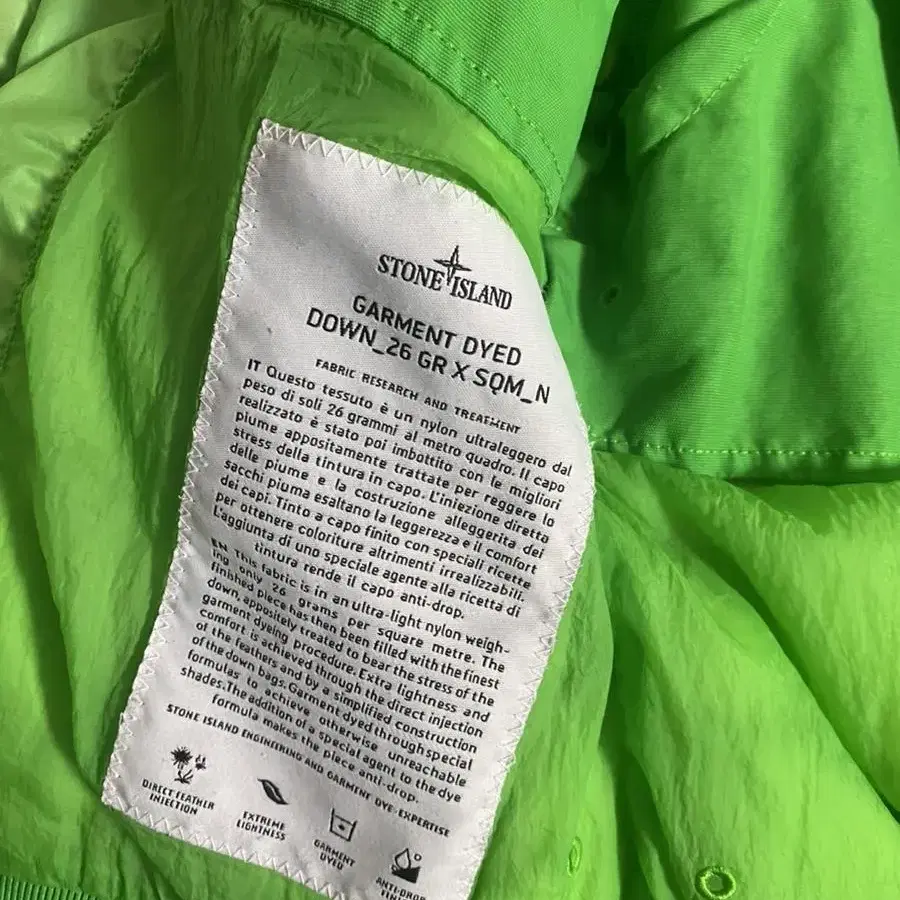 STONE ISLAND
GARMENT DYED
DOWN_26 GR X SQM_N
FABRIC RESEARCH AND TREATMENT
IT Questo tessuto è un nylon ultraleggero dal
peso di soli 26 grammi al metro quadro. Il capo
realizzato è stato poi imbottito con le migliori
piume appositamente trattate per reggere lo
stress della tintura in capo. L'iniezione diretta
delle piume e la costruzione alleggerita dei
sacchi piuma esaltano la leggerezza e il comfort
dei capi. Tinto a capo finito con speciali ricette
per ottenere coloriture altrimenti irrealizzabili.
L'aggiunta di uno speciale agente alla ricetta di
tintura rende il capo anti-drop.
EN This fabric is in an ultra-light nylon weigh-
ing only 26 grams per square metre. The
finished piece has then been filled with the finest
down, appositely treated to bear the stress of the
garment dyeing procedure. Extra lightness and
comfort is achieved through the direct injection
of the feathers and by a simplified construction
of the down bags. Garment dyed through special
formulas to achieve otherwise unreachable
shades. The addition of a special agent to the dye
formula makes the piece anti-drop.
STONE ISLAND ENGINEERING AND GARMENT DYE-EXPERTISE
DIRECT FEATHER
INJECTION
EXTREME
LIGHTNESS
GARMENT
DYED
ANTI-DROP